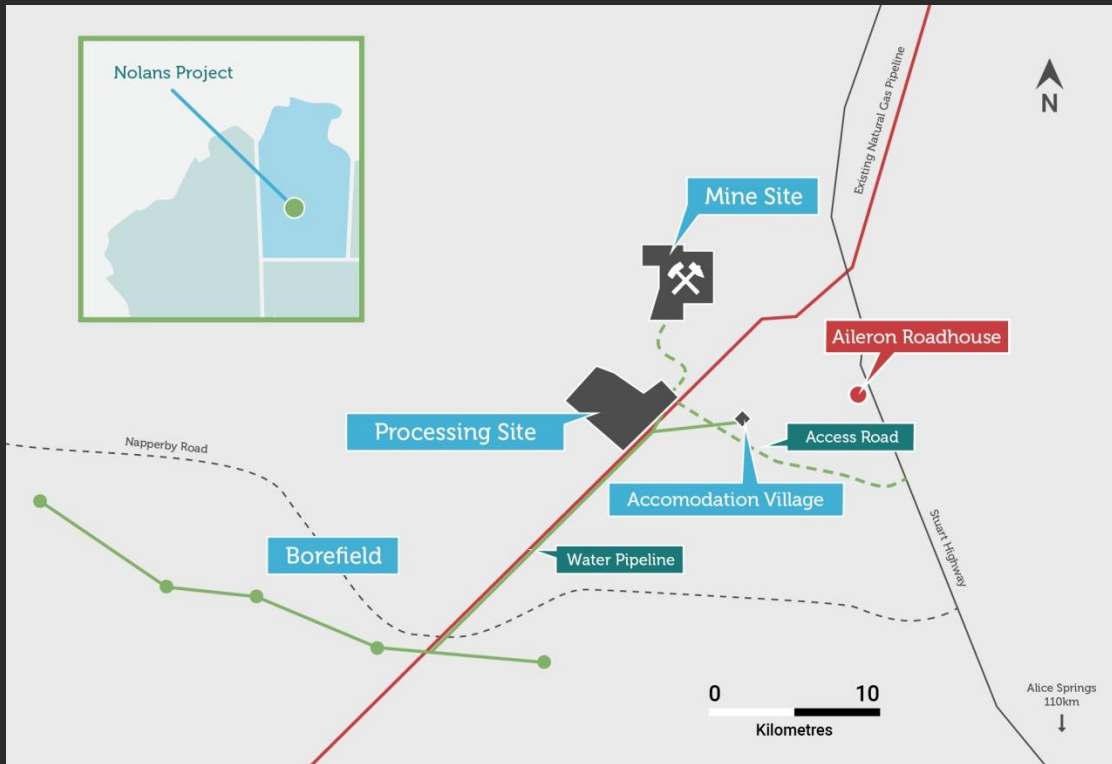 Nolans Project
Existing Natural Gas Pipeline
N
Mine Site
Aileron Roadhouse
Processing Site
Access Road
Napperby Road
Accomodation Village
Stuart Highway
Borefield
Water Pipeline
0 10
Kilometres
Alice Springs
110km